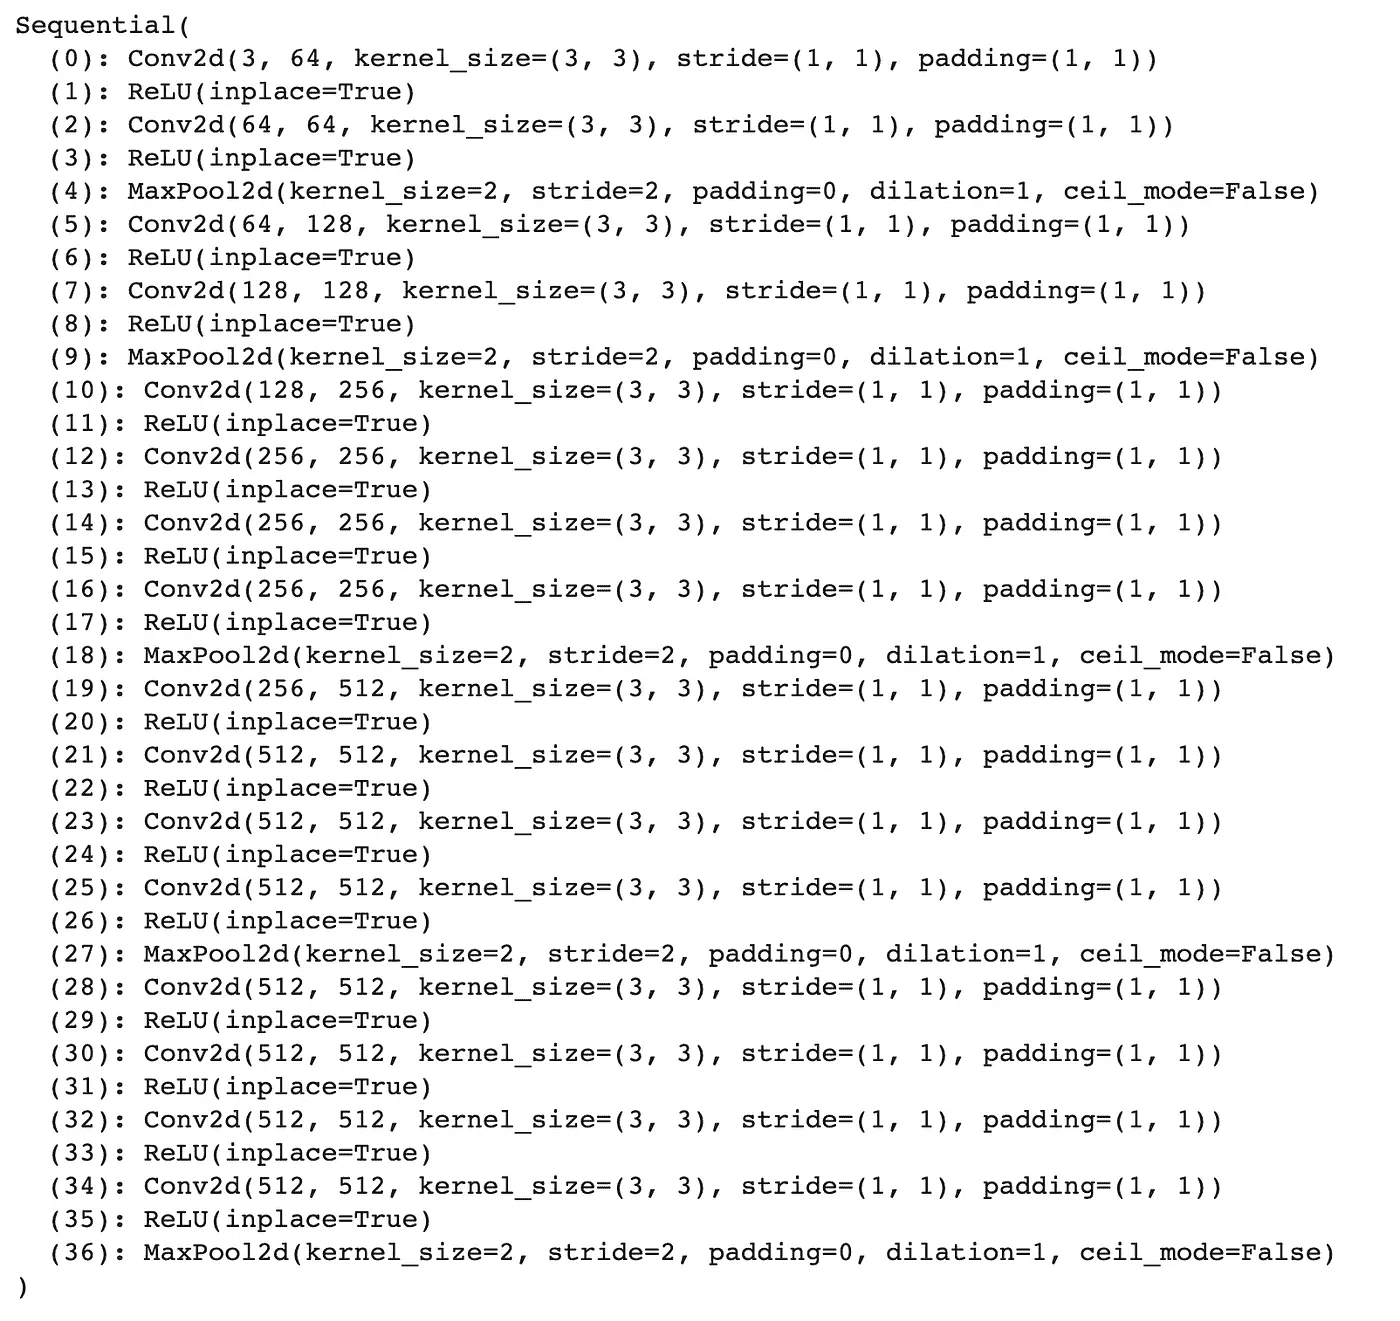 Sequential(
  (0): Conv2d(3, 64, kernel_size=(3, 3), stride=(1, 1), padding=(1, 1))
  (1): ReLU(inplace=True)
  (2): Conv2d(64, 64, kernel_size=(3, 3), stride=(1, 1), padding=(1, 1))
  (3): ReLU(inplace=True)
  (4): MaxPool2d(kernel_size=2, stride=2, padding=0, dilation=1, ceil_mode=False)
  (5): Conv2d(64, 128, kernel_size=(3, 3), stride=(1, 1), padding=(1, 1))
  (6): ReLU(inplace=True)
  (7): Conv2d(128, 128, kernel_size=(3, 3), stride=(1, 1), padding=(1, 1))
  (8): ReLU(inplace=True)
  (9): MaxPool2d(kernel_size=2, stride=2, padding=0, dilation=1, ceil_mode=False)
  (10): Conv2d(128, 256, kernel_size=(3, 3), stride=(1, 1), padding=(1, 1))
  (11): ReLU(inplace=True)
  (12): Conv2d(256, 256, kernel_size=(3, 3), stride=(1, 1), padding=(1, 1))
  (13): ReLU(inplace=True)
  (14): Conv2d(256, 256, kernel_size=(3, 3), stride=(1, 1), padding=(1, 1))
  (15): ReLU(inplace=True)
  (16): Conv2d(256, 256, kernel_size=(3, 3), stride=(1, 1), padding=(1, 1))
  (17): ReLU(inplace=True)
  (18): MaxPool2d(kernel_size=2, stride=2, padding=0, dilation=1, ceil_mode=False)
  (19): Conv2d(256, 512, kernel_size=(3, 3), stride=(1, 1), padding=(1, 1))
  (20): ReLU(inplace=True)
  (21): Conv2d(512, 512, kernel_size=(3, 3), stride=(1, 1), padding=(1, 1))
  (22): ReLU(inplace=True)
  (23): Conv2d(512, 512, kernel_size=(3, 3), stride=(1, 1), padding=(1, 1))
  (24): ReLU(inplace=True)
  (25): Conv2d(512, 512, kernel_size=(3, 3), stride=(1, 1), padding=(1, 1))
  (26): ReLU(inplace=True)
  (27): MaxPool2d(kernel_size=2, stride=2, padding=0, dilation=1, ceil_mode=False)
  (28): Conv2d(512, 512, kernel_size=(3, 3), stride=(1, 1), padding=(1, 1))
  (29): ReLU(inplace=True)
  (30): Conv2d(512, 512, kernel_size=(3, 3), stride=(1, 1), padding=(1, 1))
  (31): ReLU(inplace=True)
  (32): Conv2d(512, 512, kernel_size=(3, 3), stride=(1, 1), padding=(1, 1))
  (33): ReLU(inplace=True)
  (34): Conv2d(512, 512, kernel_size=(3, 3), stride=(1, 1), padding=(1, 1))
  (35): ReLU(inplace=True)
  (36): MaxPool2d(kernel_size=2, stride=2, padding=0, dilation=1, ceil_mode=False)
)